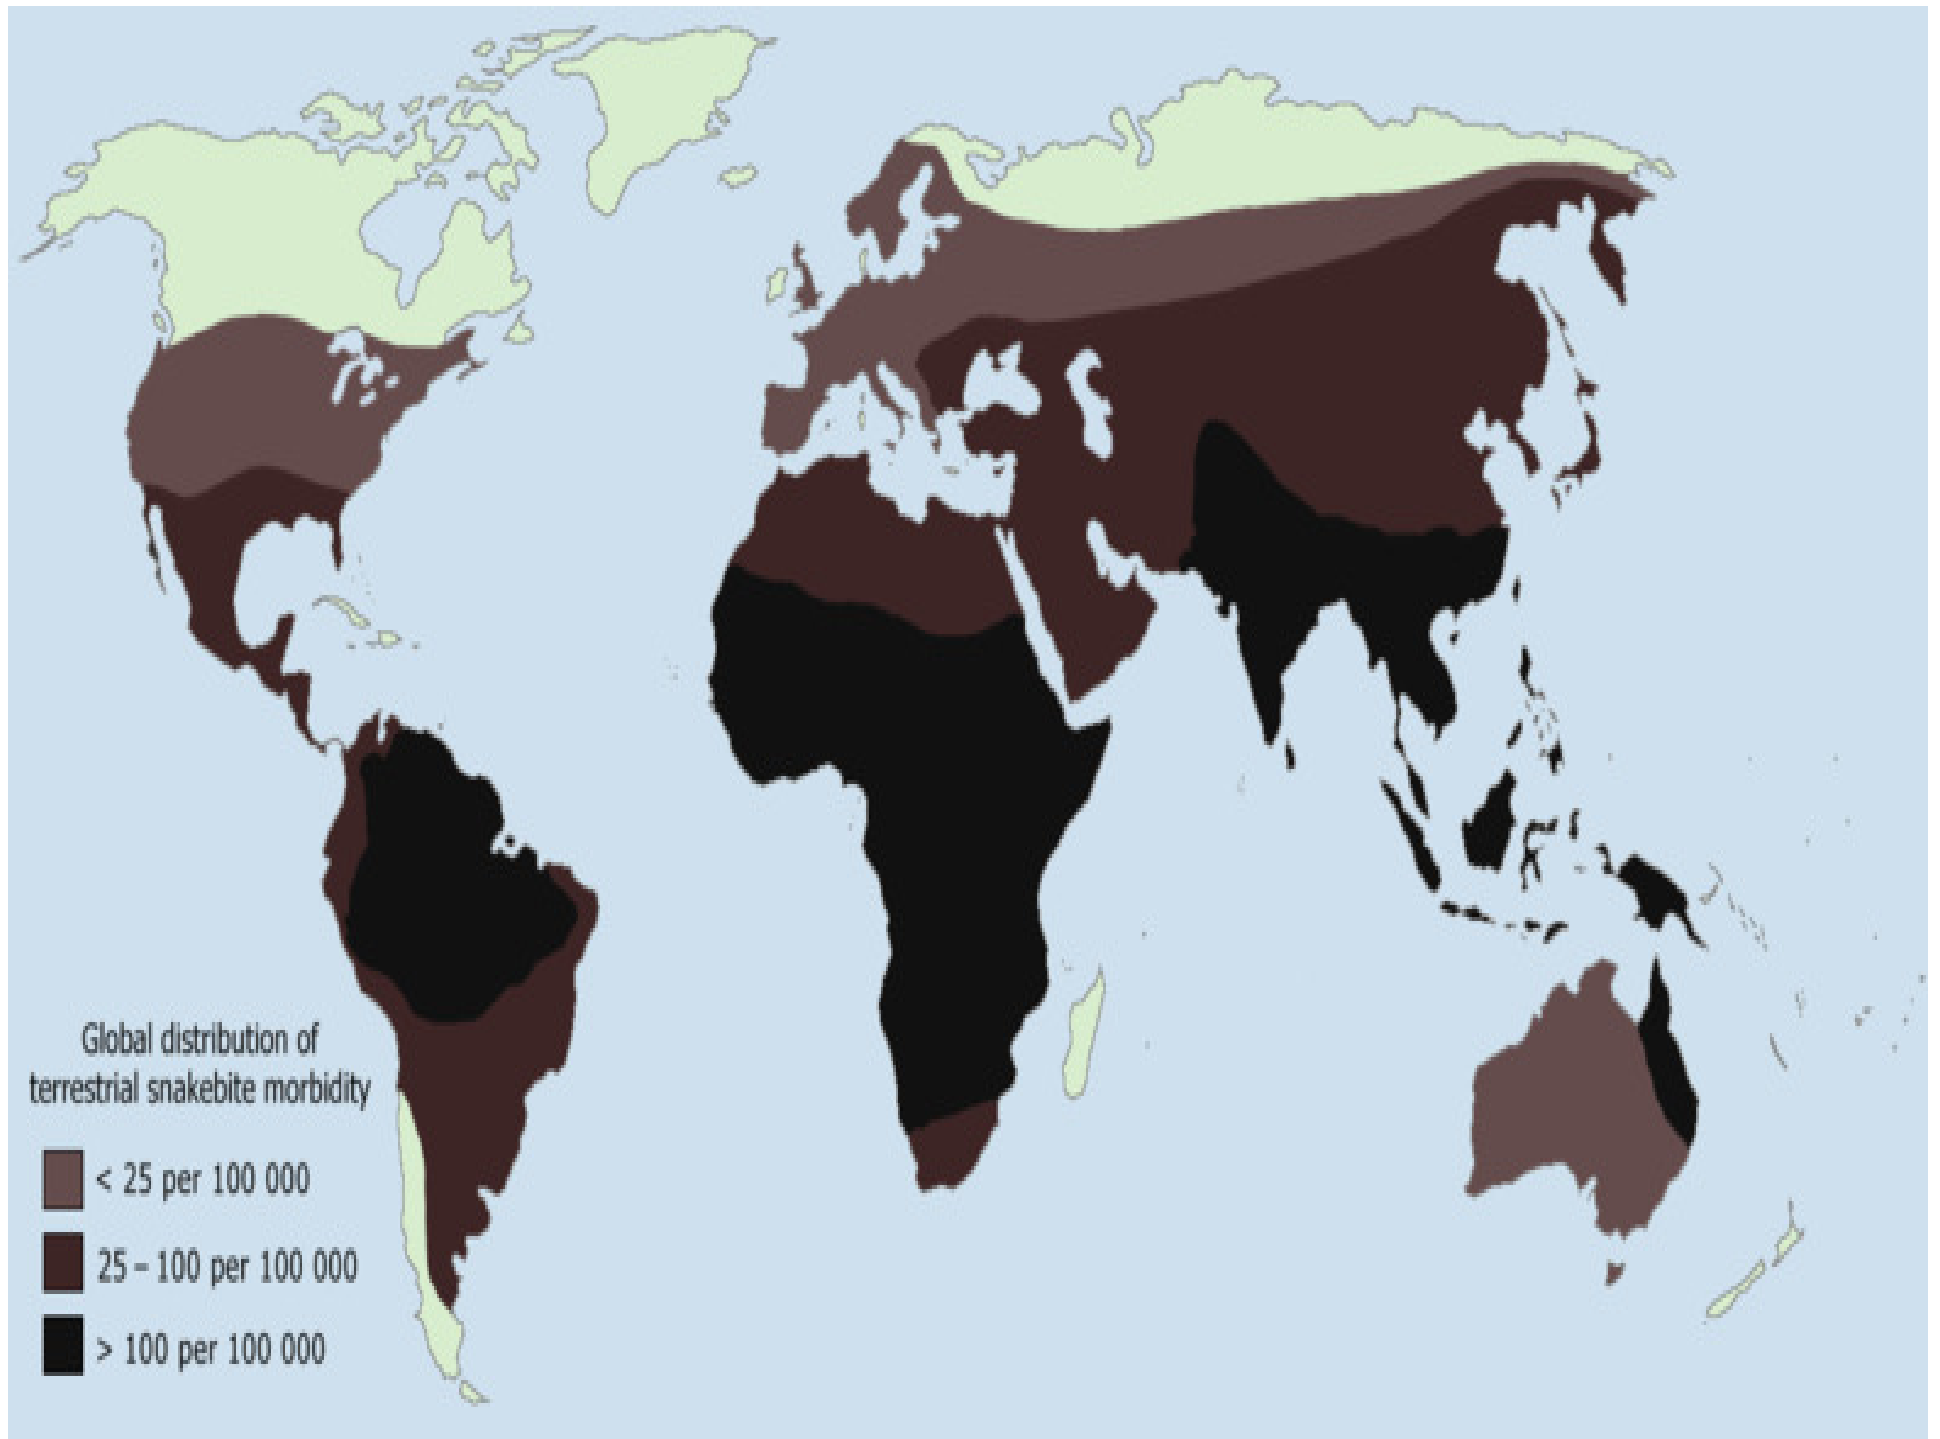 Global distribution of
terrestrial snakebite morbidity
< 25 per 100 000
25 – 100 per 100 000
> 100 per 100 000